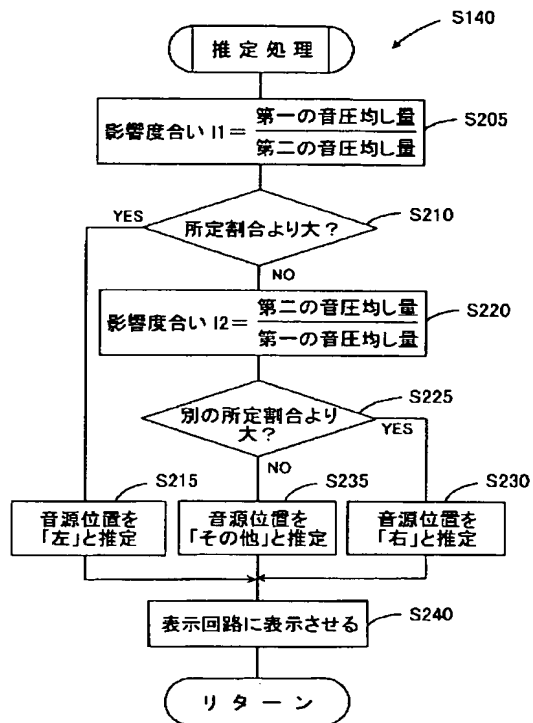 S140
推定処理
影響度合い I1＝
第一の音圧均し量
第二の音圧均し量
S205
YES
所定割合より大？
S210
NO
影響度合い I2＝
第二の音圧均し量
第一の音圧均し量
S220
別の所定割合より
大？
S225
YES
NO
S215
S235
S230
音源位置を
「左」と推定
音源位置を
「その他」と推定
音源位置を
「右」と推定
表示回路に表示させる
S240
リターン